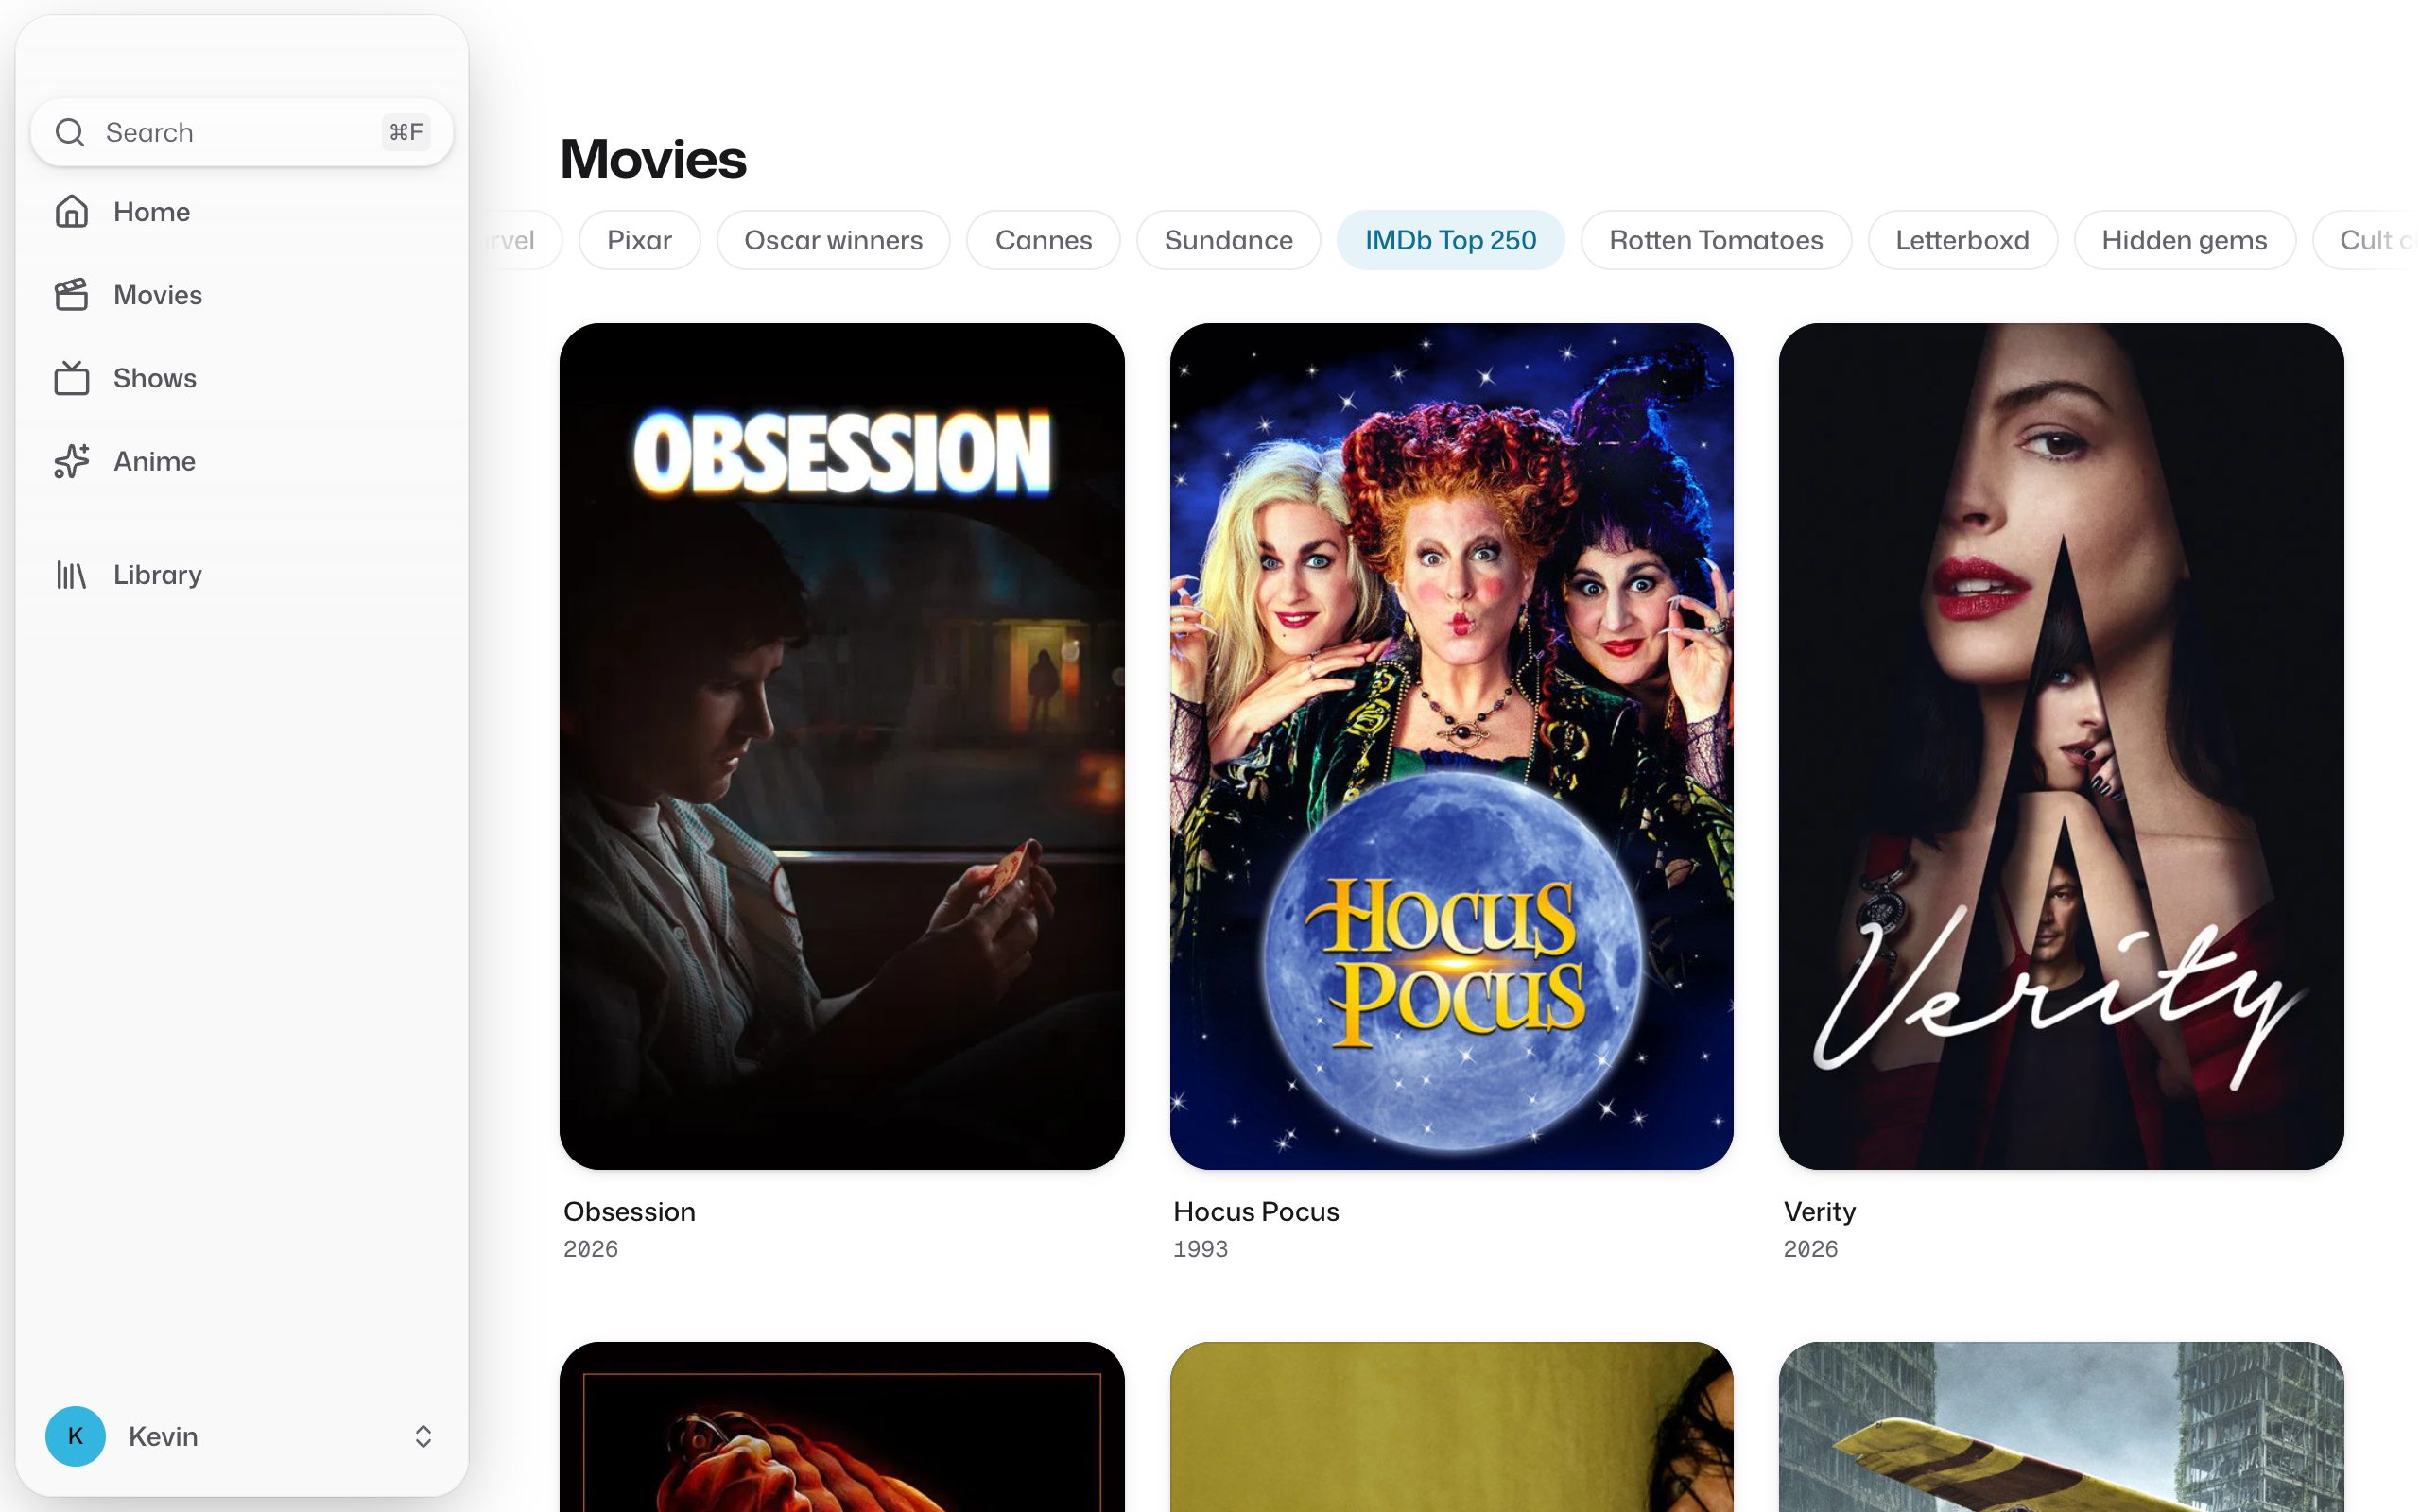 Search ⌘F
Home
Movies
Shows
Anime
Library
Kevin
K
Movies
Pixar
Oscar winners
Cannes
Sundance
IMDb Top 250
Rotten Tomatoes
Letterboxd
Hidden gems
Cult
OBSESSION
HOCUS
POCUS
Verity
Obsession
2026
Hocus Pocus
1993
Verity
2026